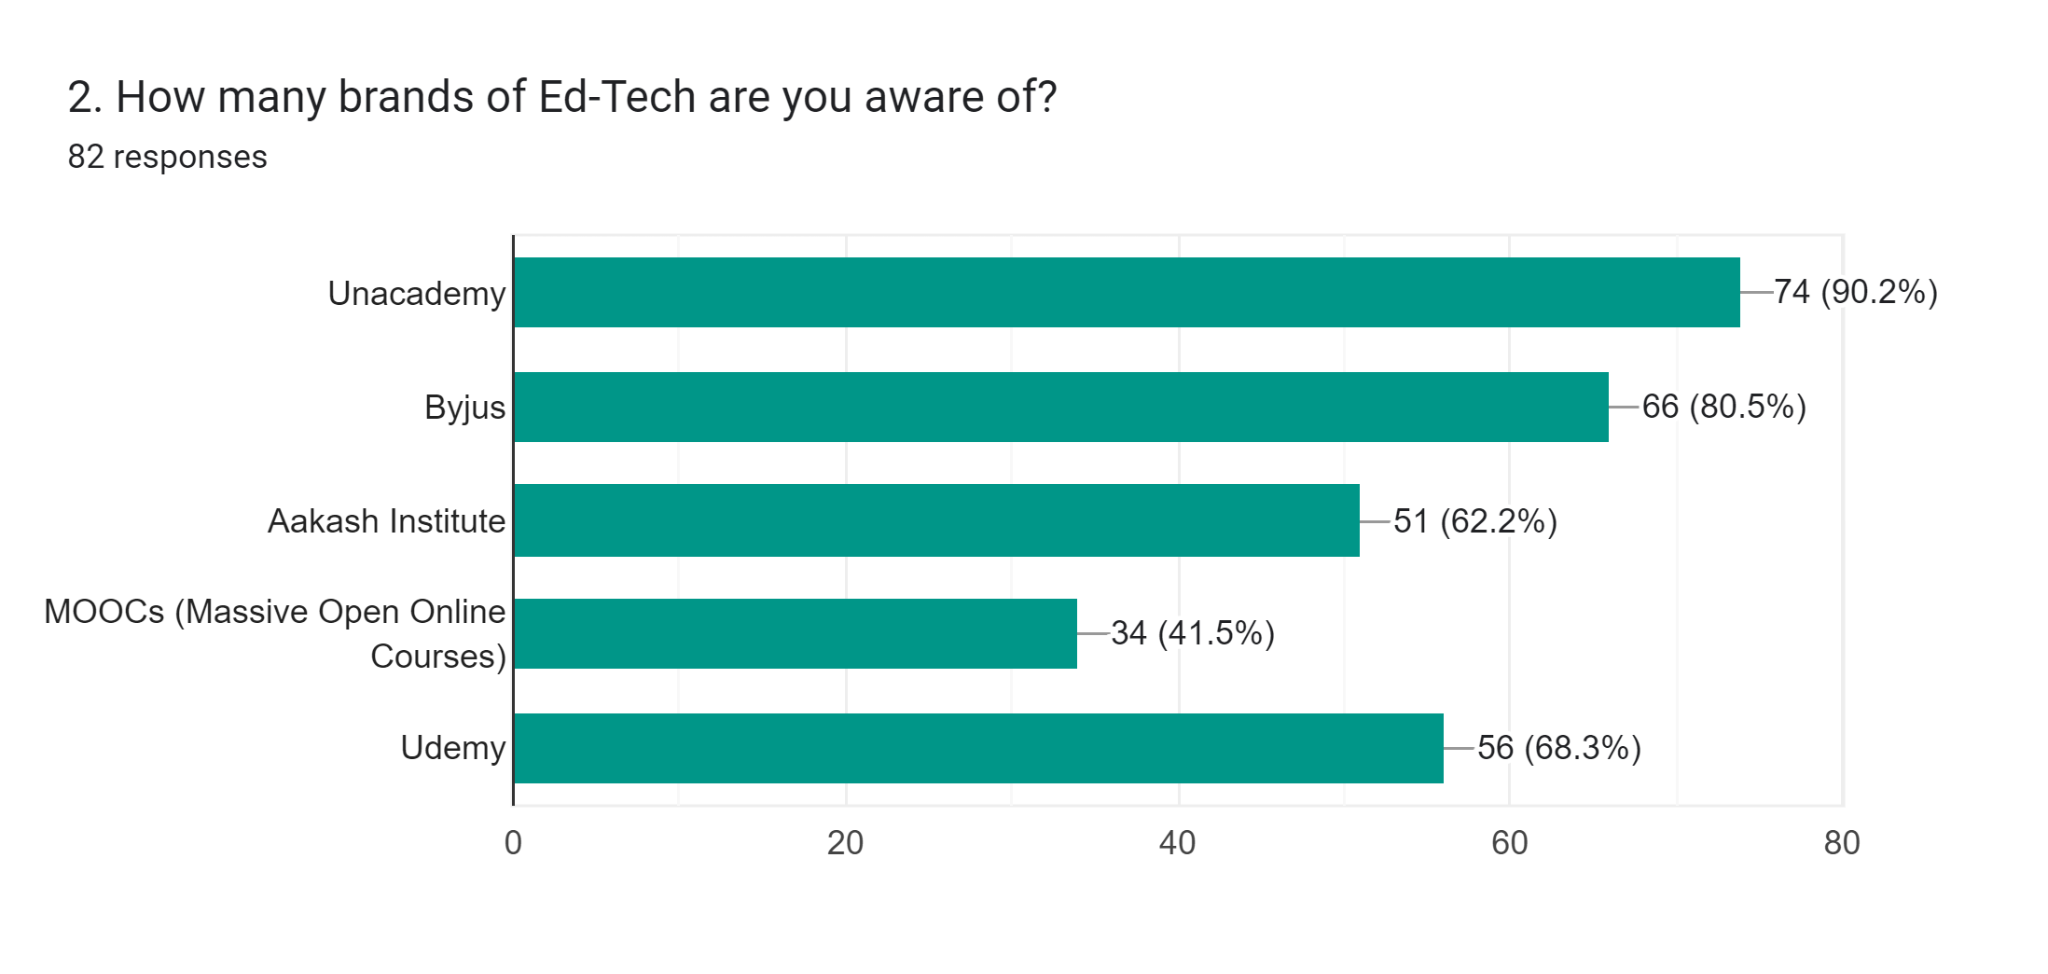 2. How many brands of Ed-Tech are you aware of?
82 responses
Unacademy
74 (90.2%)
Byjus
66 (80.5%)
Aakash Institute
51 (62.2%)
MOOCs (Massive Open Online
Courses)
34 (41.5%)
Udemy
56 (68.3%)
0 20 40 60 80